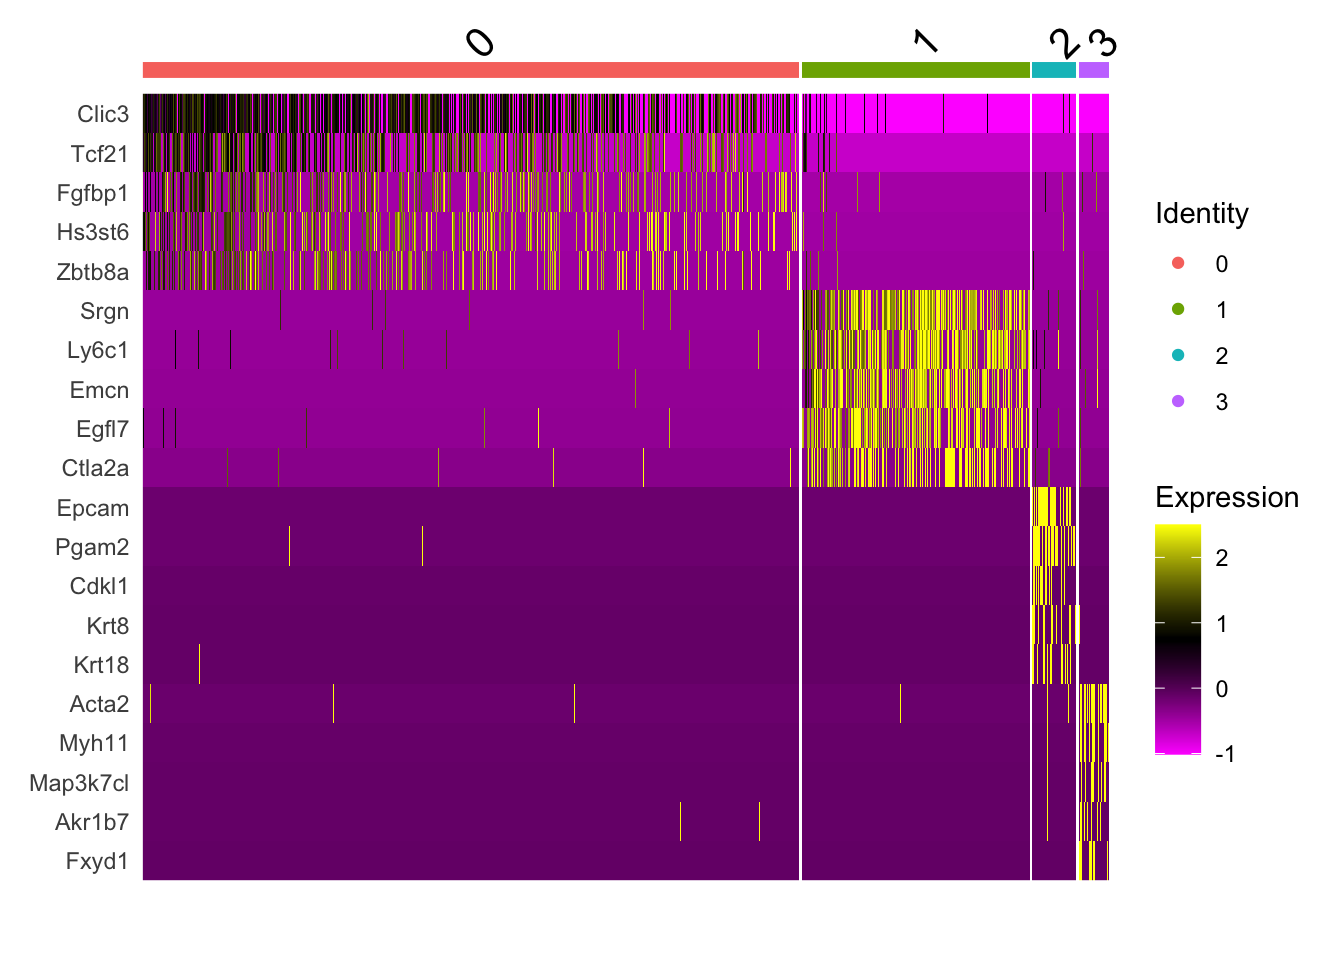 0 1 2 3
Clic3
Tcf21
Fgfbp1
Hs3st6
Zbtb8a
Srgn
Ly6c1
Emcn
Egfl7
Ctla2a
Epcam
Pgam2
Cdkl1
Krt8
Krt18
Acta2
Myh11
Map3k7cl
Akr1b7
Fxyd1
Identity
0
1
2
3
Expression
2
1
0
-1